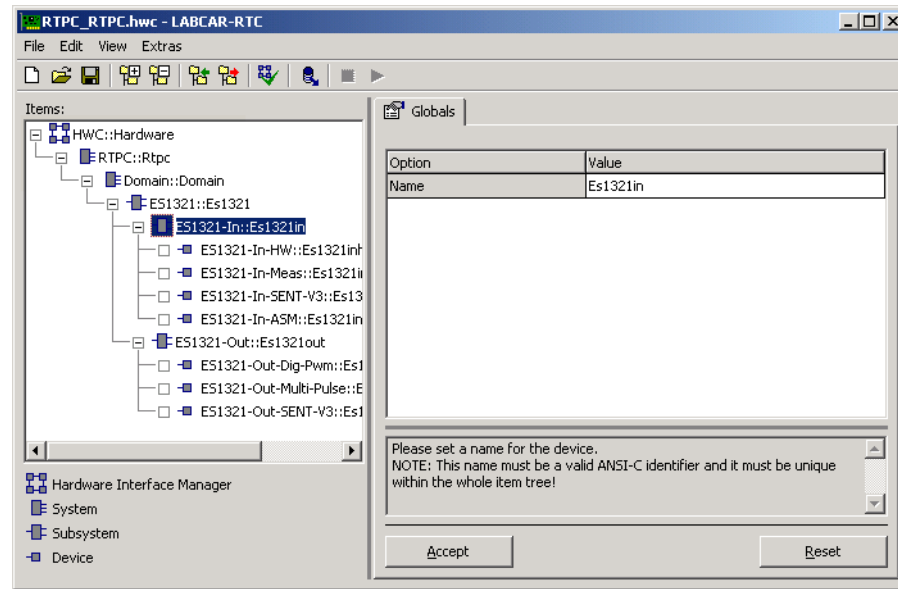 RTPC_RTPC.hwc - LABCAR-RTC
File Edit View Extras
Items:
HWC::Hardware
RTPC::Rtpc
Domain::Domain
ES1321::Es1321
ES1321-In::Es1321in
ES1321-In-HW::Es1321inh
ES1321-In-Meas::Es1321i
ES1321-In-SENT-V3::Es13
ES1321-In-ASM::Es1321in
ES1321-Out::Es1321out
ES1321-Out-Dig-Pwm::Es1
ES1321-Out-Multi-Pulse::E
ES1321-Out-SENT-V3::Es1
Hardware Interface Manager
System
Subsystem
Device
Globals
Option Value
Name Es1321in
Please set a name for the device.
NOTE: This name must be a valid ANSI-C identifier and it must be unique
within the whole item tree!
Accept Reset